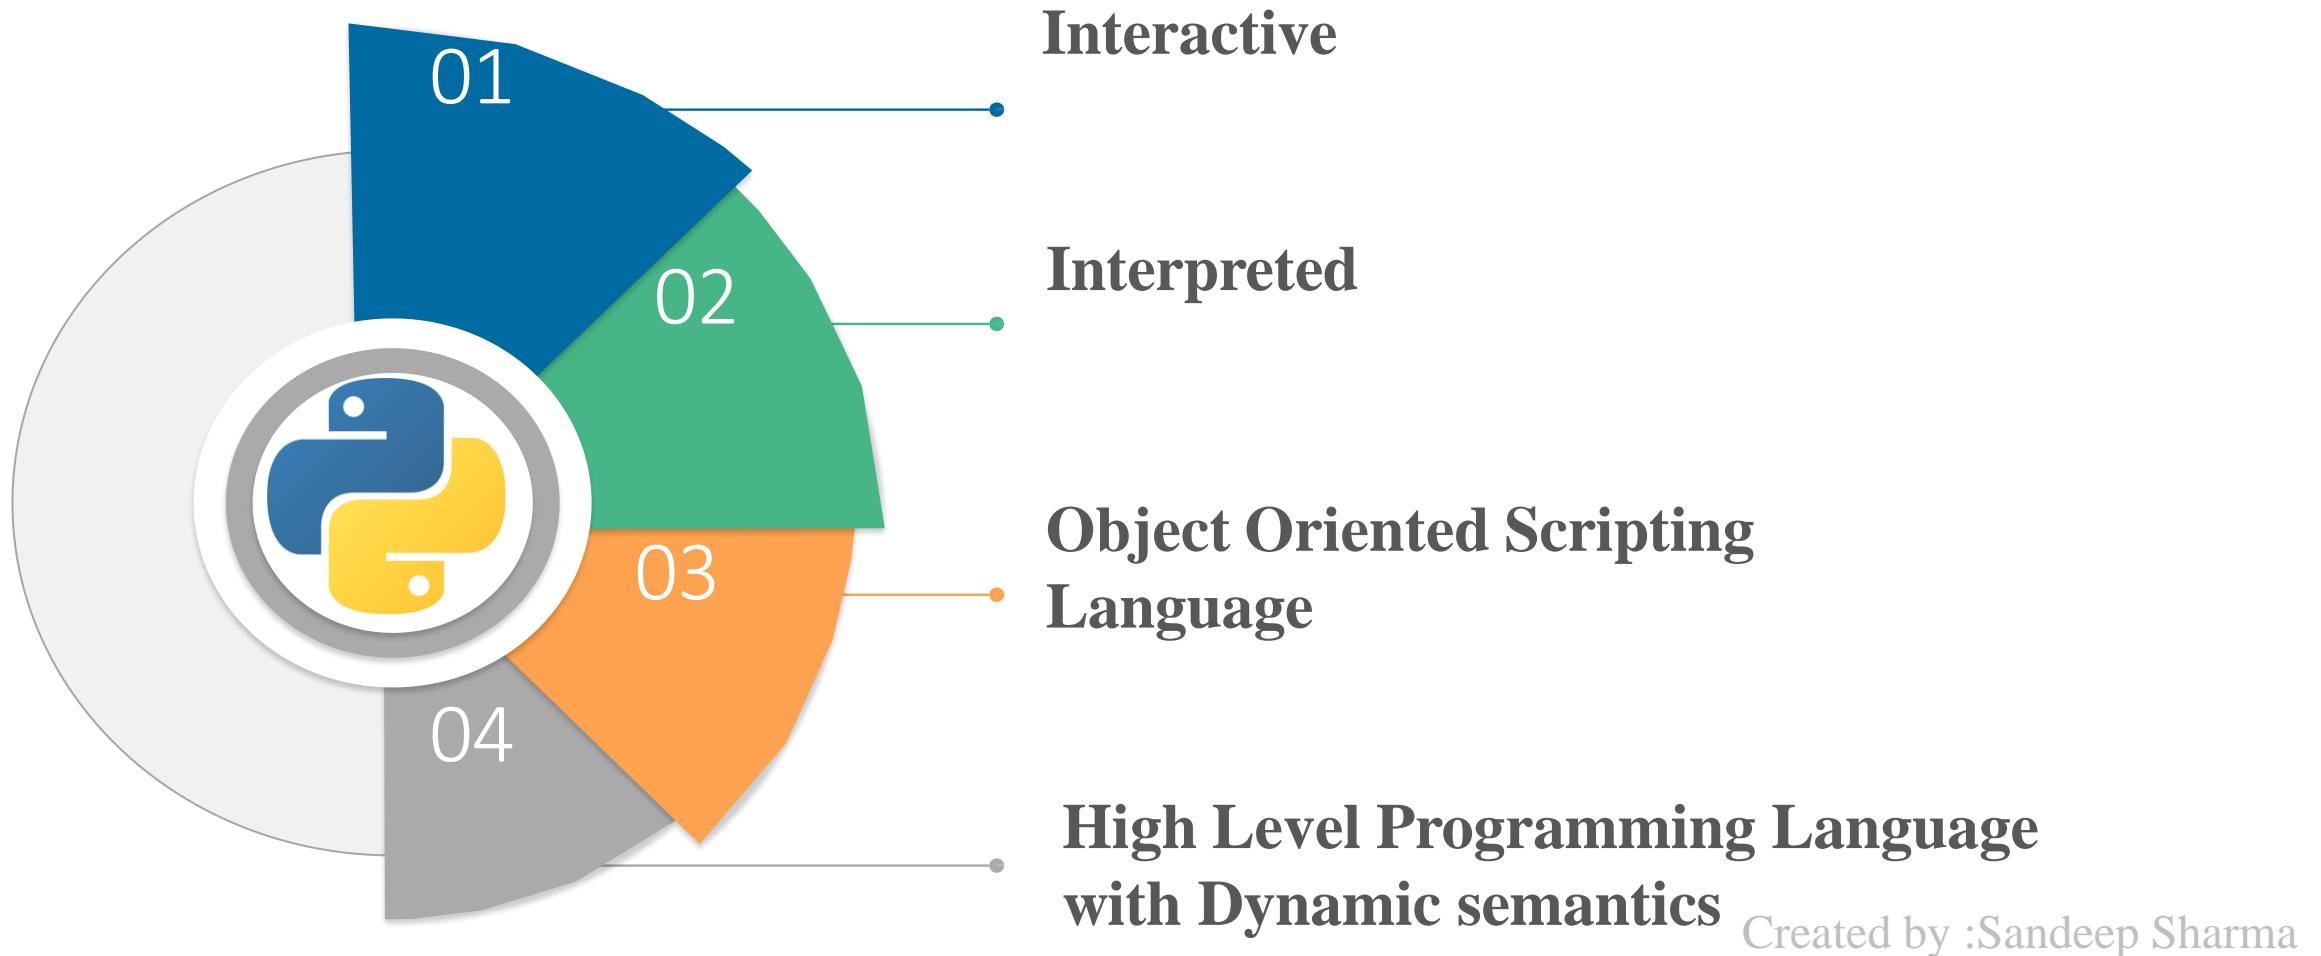 01
Interactive
02
Interpreted
03
Object Oriented Scripting
Language
04
High Level Programming Language
with Dynamic semantics
Created by :Sandeep Sharma